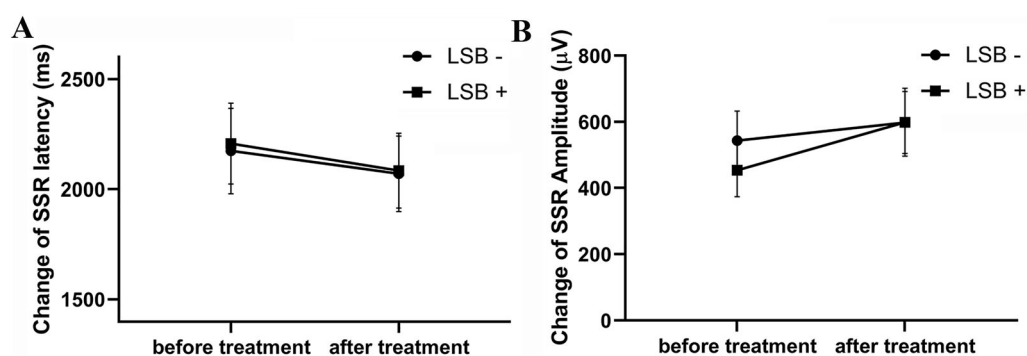 A
Change of SSR latency (ms)
2500
2000
1500
before treatment
after treatment
LSB -
LSB +
B
Change of SSR Amplitude (μV)
800
600
400
200
0
before treatment
after treatment
LSB -
LSB +